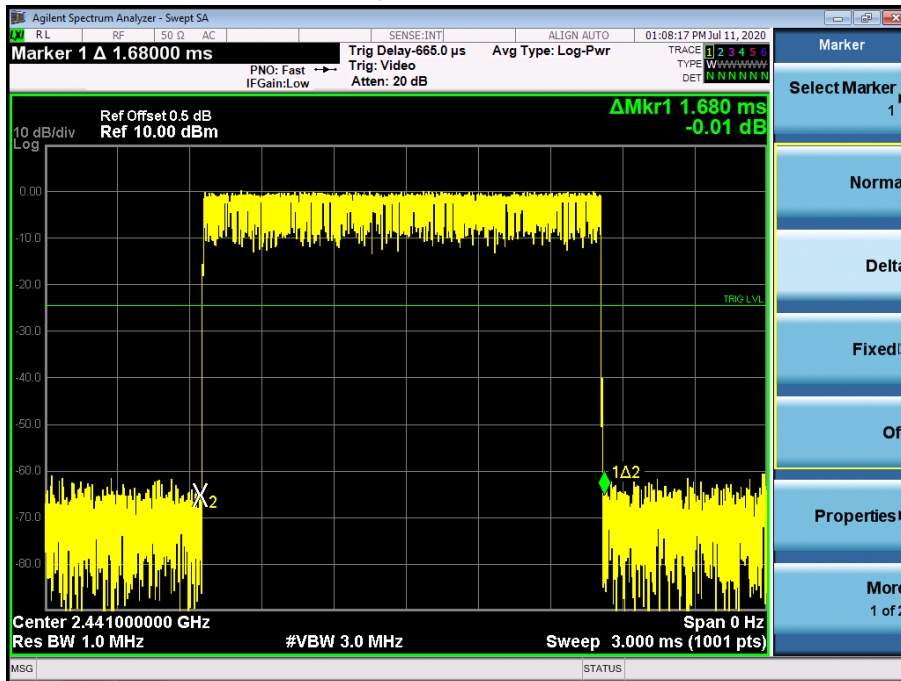 Agilent Spectrum Analyzer - Swept SA
LXI RL RF 50 Ω AC SENSE:INT ALIGN AUTO 01:08:17 PM Jul 11, 2020
Marker 1 Δ 1.68000 ms
PNO: Fast
IFGain:Low
Trig Delay-665.0 µs
Trig: Video
Atten: 20 dB
Avg Type: Log-Pwr
TRACE 1 2 3 4 5 6
TYPE WWWWWW
DET N N N N N N
ΔMkr1 1.680 ms
-0.01 dB
Ref Offset 0.5 dB
10 dB/div Ref 10.00 dBm
Log
0.00
-10.0
-20.0
TRIG LVL
-30.0
-40.0
-50.0
-60.0
1Δ2
X2
-70.0
-80.0
Center 2.441000000 GHz Span 0 Hz
Res BW 1.0 MHz #VBW 3.0 MHz Sweep 3.000 ms (1001 pts)
MSG STATUS
Marker
Select Marker
1
Norma
Delta
Fixed
Of
Properties
More
1 of 2